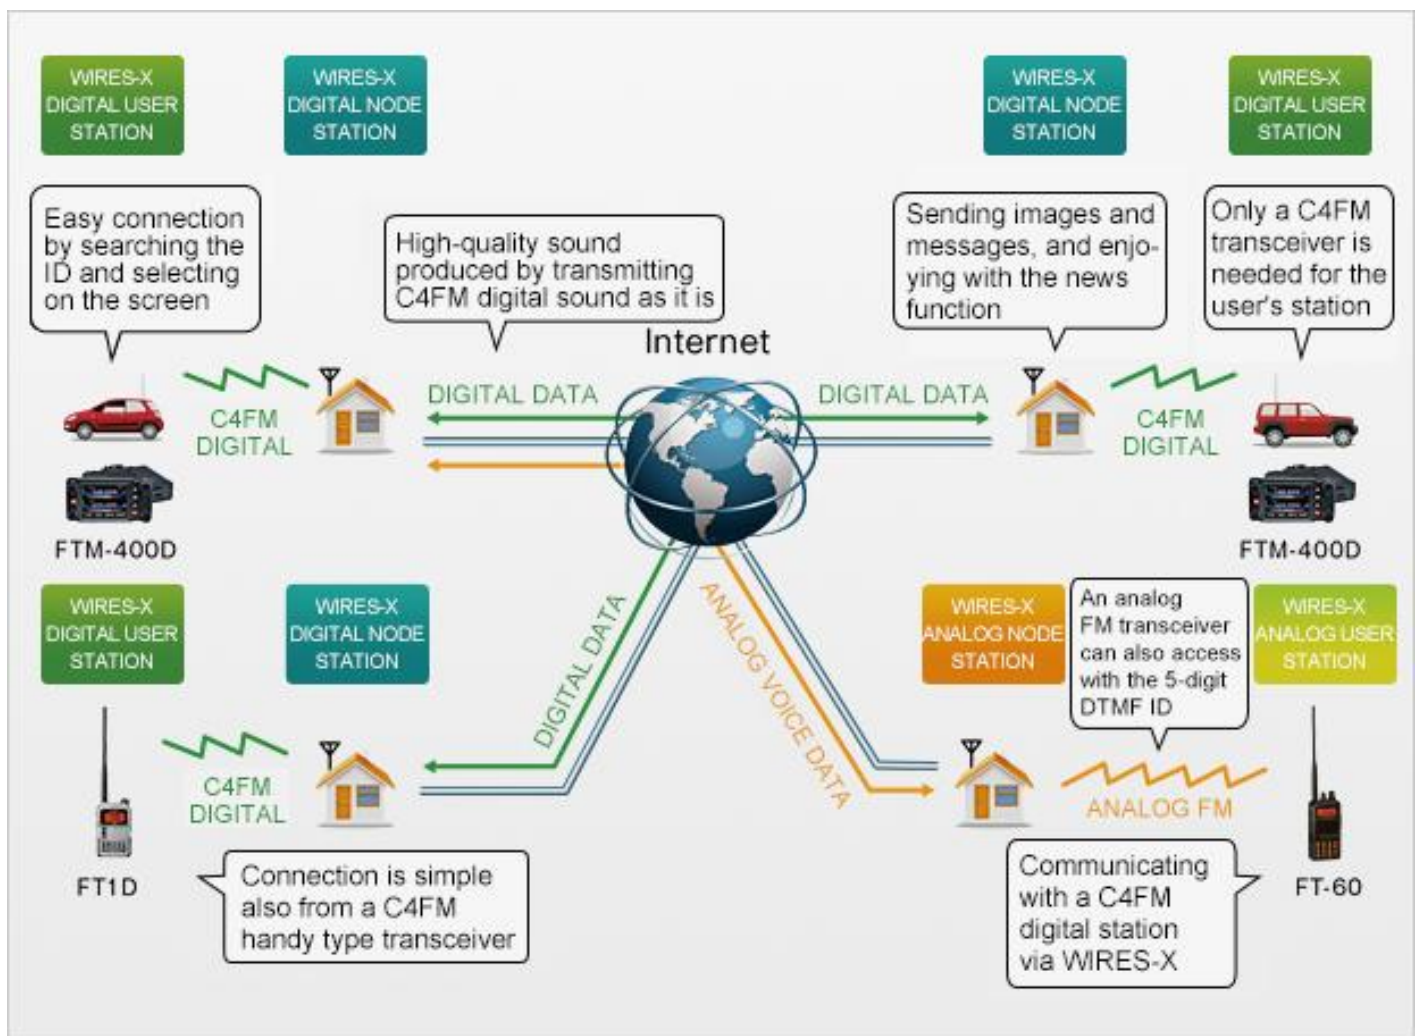 WIRES-X
DIGITAL USER
STATION
WIRES-X
DIGITAL NODE
STATION
WIRES-X
DIGITAL NODE
STATION
WIRES-X
DIGITAL USER
STATION
Easy connection
by searching the
ID and selecting
on the screen
High-quality sound
produced by transmitting
C4FM digital sound as it is
Sending images and
messages, and enjo-
ying with the news
function
Only a C4FM
transceiver is
needed for the
user's station
Internet
C4FM
DIGITAL
DIGITAL DATA
DIGITAL DATA
C4FM
DIGITAL
FTM-400D
FTM-400D
WIRES-X
DIGITAL USER
STATION
WIRES-X
DIGITAL NODE
STATION
DIGITAL DATA
ANALOG VOICE DATA
WIRES-X
ANALOG NODE
STATION
An analog
FM transceiver
can also access
with the 5-digit
DTMF ID
WIRES-X
ANALOG USER
STATION
C4FM
DIGITAL
ANALOG FM
FT1D
Connection is simple
also from a C4FM
handy type transceiver
Communicating
with a C4FM
digital station
via WIRES-X
FT-60